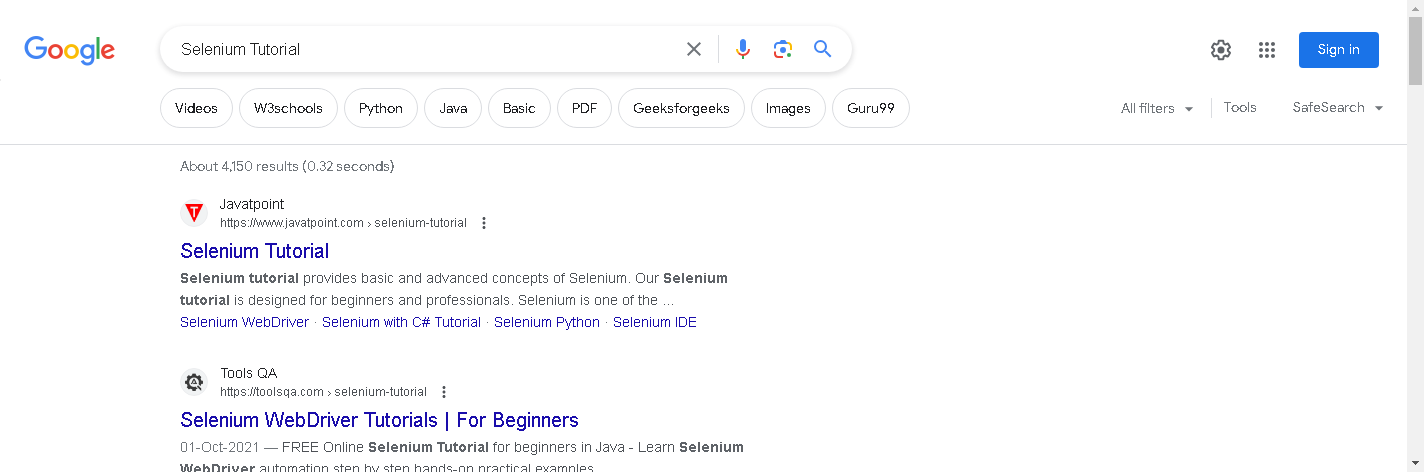 Google
Selenium Tutorial
Sign in
Videos W3schools Python Java Basic PDF Geeksforgeeks Images Guru99 All filters Tools SafeSearch
About 4,150 results (0.32 seconds)
Javatpoint
https://www.javatpoint.com › selenium-tutorial
Selenium Tutorial
Selenium tutorial provides basic and advanced concepts of Selenium. Our Selenium
tutorial is designed for beginners and professionals. Selenium is one of the ...
Selenium WebDriver · Selenium with C# Tutorial · Selenium Python · Selenium IDE
Tools QA
https://toolsqa.com › selenium-tutorial
Selenium WebDriver Tutorials | For Beginners
01-Oct-2021 — FREE Online Selenium Tutorial for beginners in Java - Learn Selenium
WebDriver automation step by step hands-on practical examples.